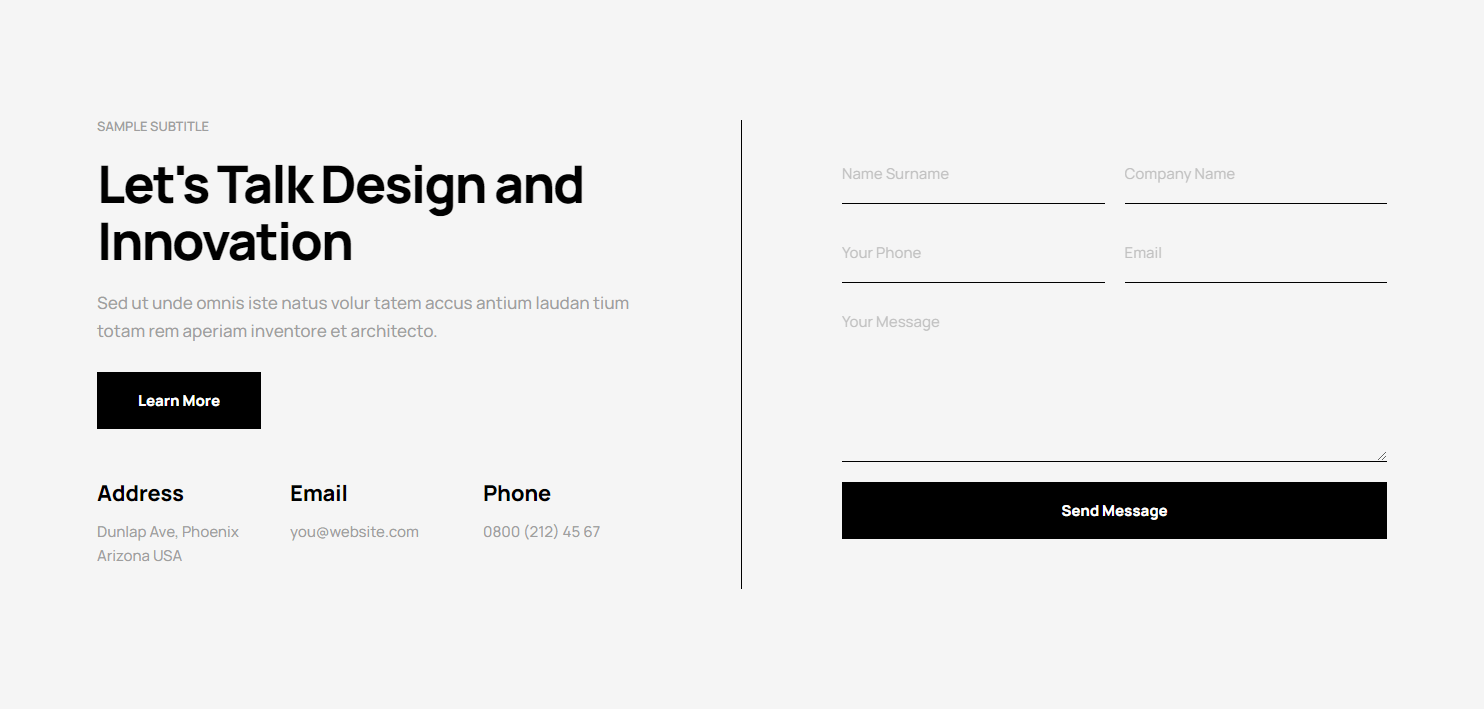 SAMPLE SUBTITLE
Let's Talk Design and
Innovation
Sed ut unde omnis iste natus volur tatem accus antium laudan tium
totam rem aperiam inventore et architecto.
Learn More
Address
Dunlap Ave, Phoenix
Arizona USA
Email
you@website.com
Phone
0800 (212) 45 67
Name Surname
Company Name
Your Phone
Email
Your Message
Send Message